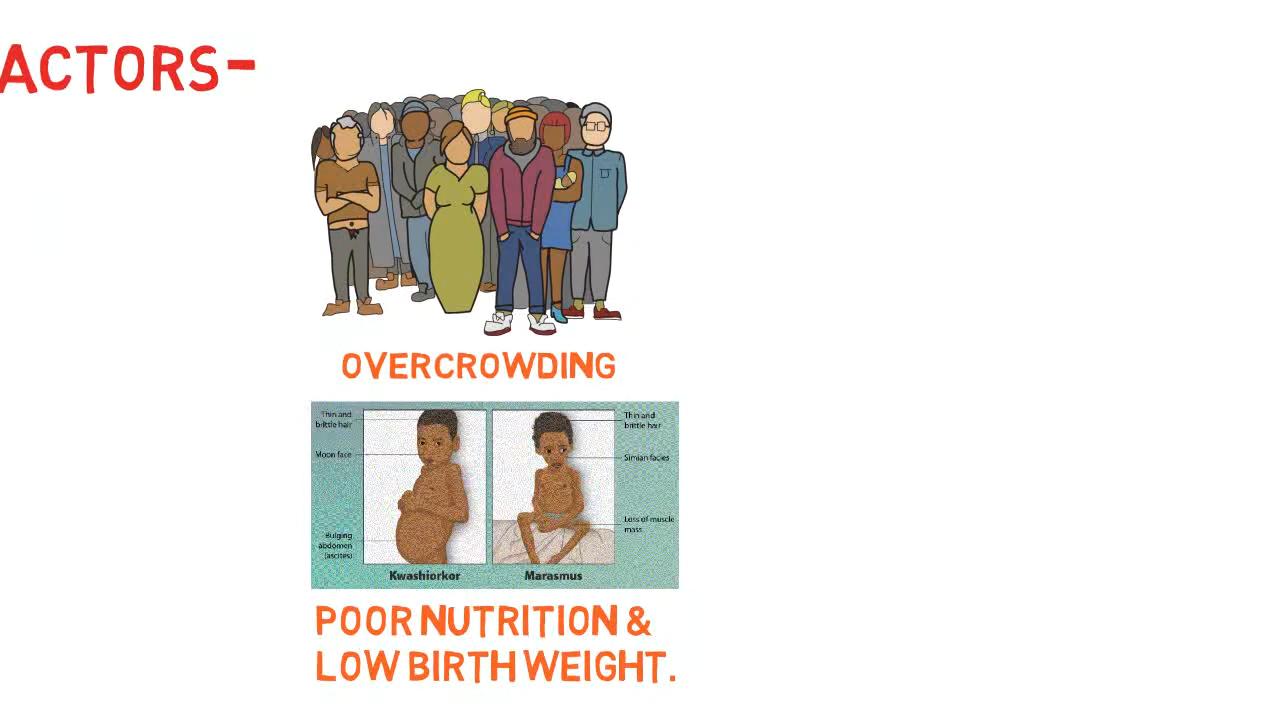 ACTORS-
OVERCROWDING
Thin and
brittle hair
Moon face
Bulging
abdomen
(ascites)
Kwashiorkor
Thin and
brittle hair
Simian facies
Loss of muscle
mass
Marasmus
POOR NUTRITION &
LOW BIRTH WEIGHT.